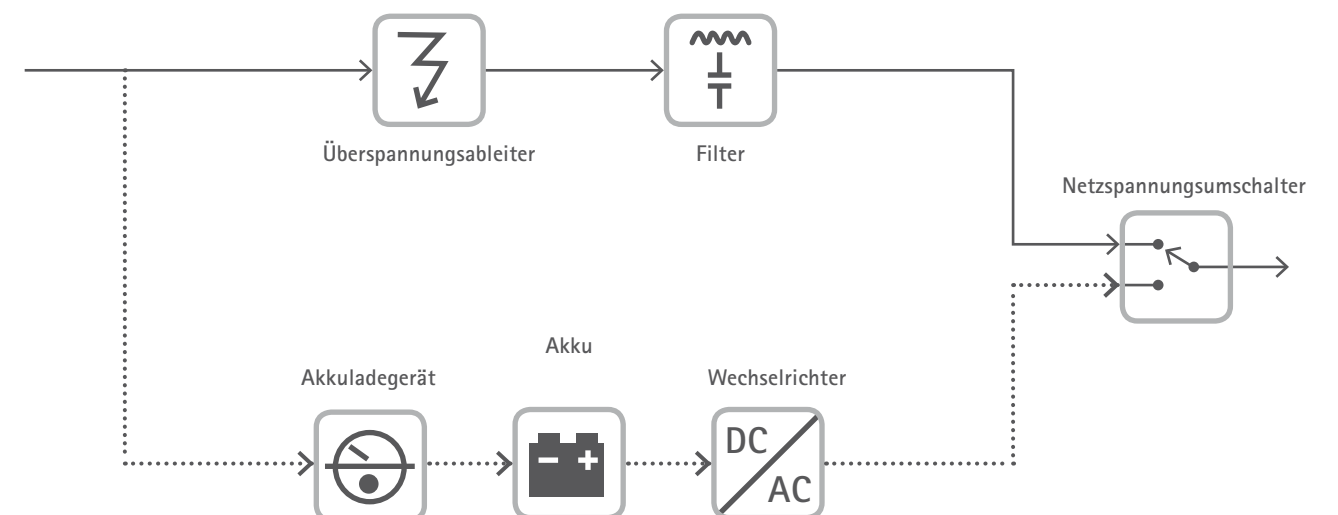 Überspannungsableiter
Filter
Netzspannungsumschalter
Akku
Akkuladegerät
Wechselrichter
DC
AC